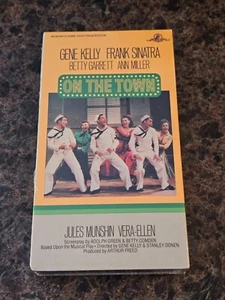 GENE KELLY FRANK SINATRA
BETTY GARRETT ANN MILLER
ON THE TOWN
JULES MUNSHIN VERA-ELLEN
Screenplay by ADOLPH GREEN & BETTY COMDEN
Based Upon the Musical Play • Directed by GENE KELLY & STANLEY DONEN
Produced by ARTHUR FREED